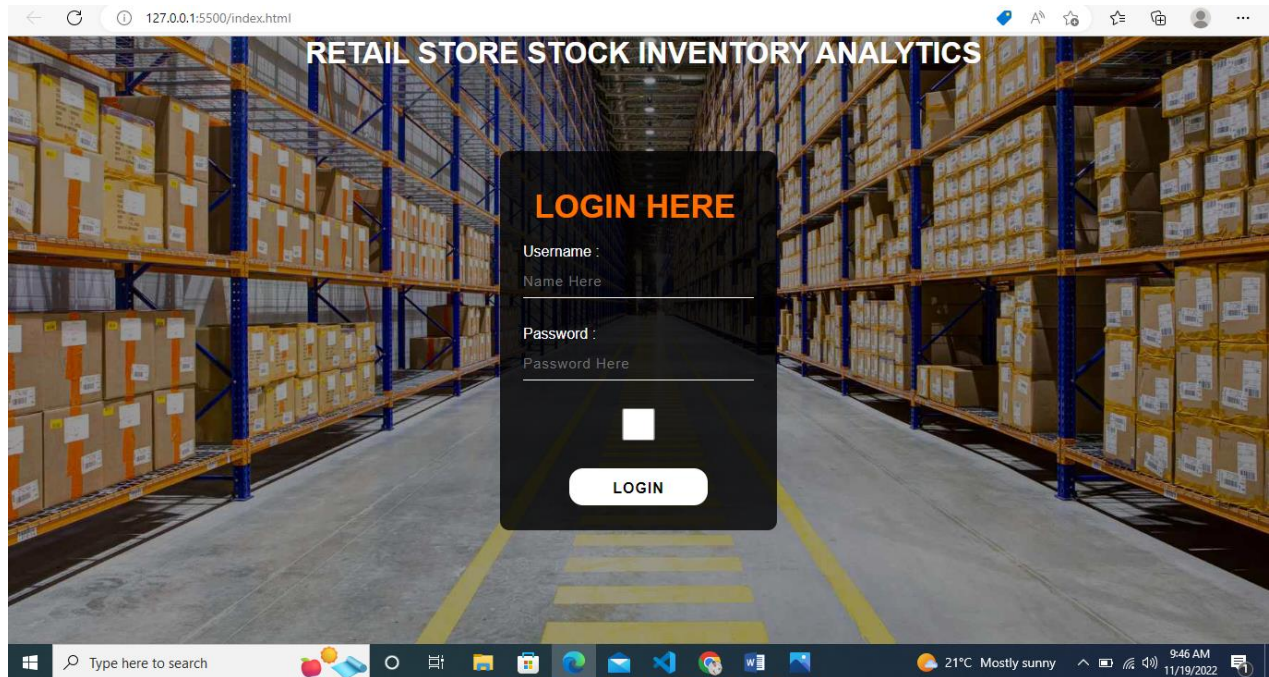 127.0.0.1:5500/index.html
RETAIL STORE STOCK INVENTORY ANALYTICS
LOGIN HERE
Username :
Name Here
Password :
Password Here
LOGIN
Type here to search
21°C Mostly sunny
9:46 AM
11/19/2022